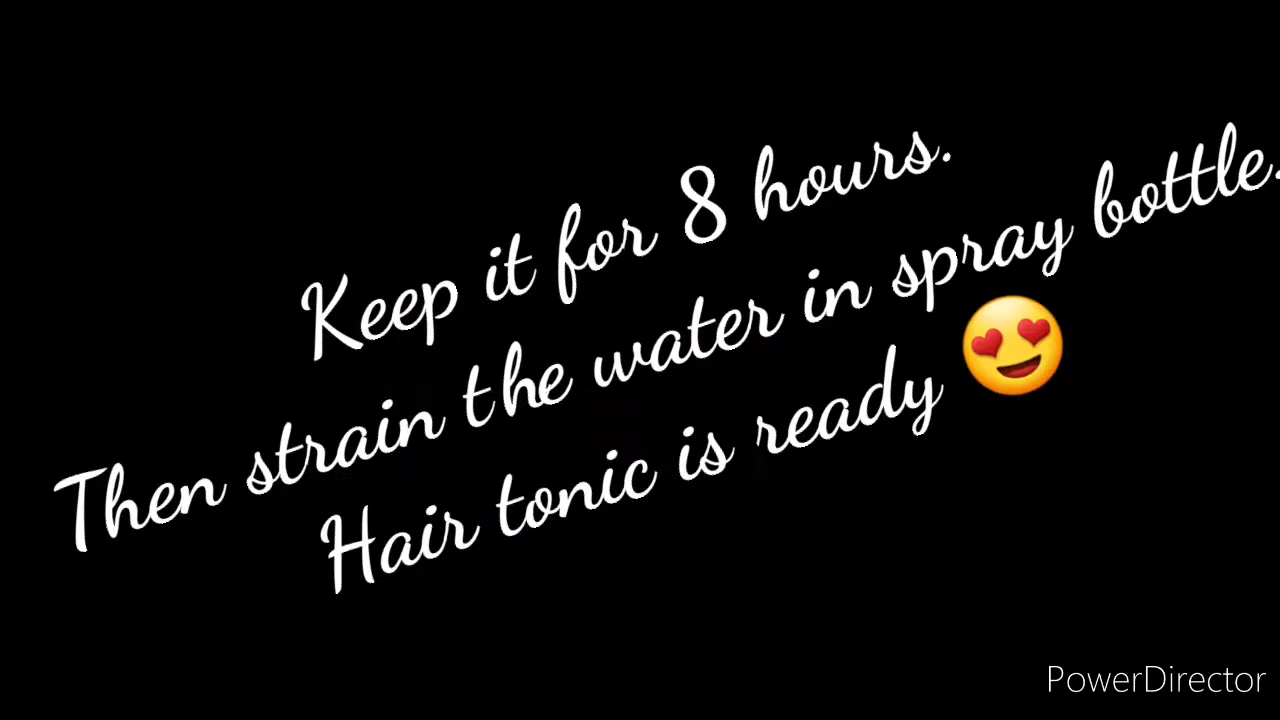 Keep it for 8 hours.
Then strain the water in spray bottle.
Hair tonic is ready 😍
PowerDirector